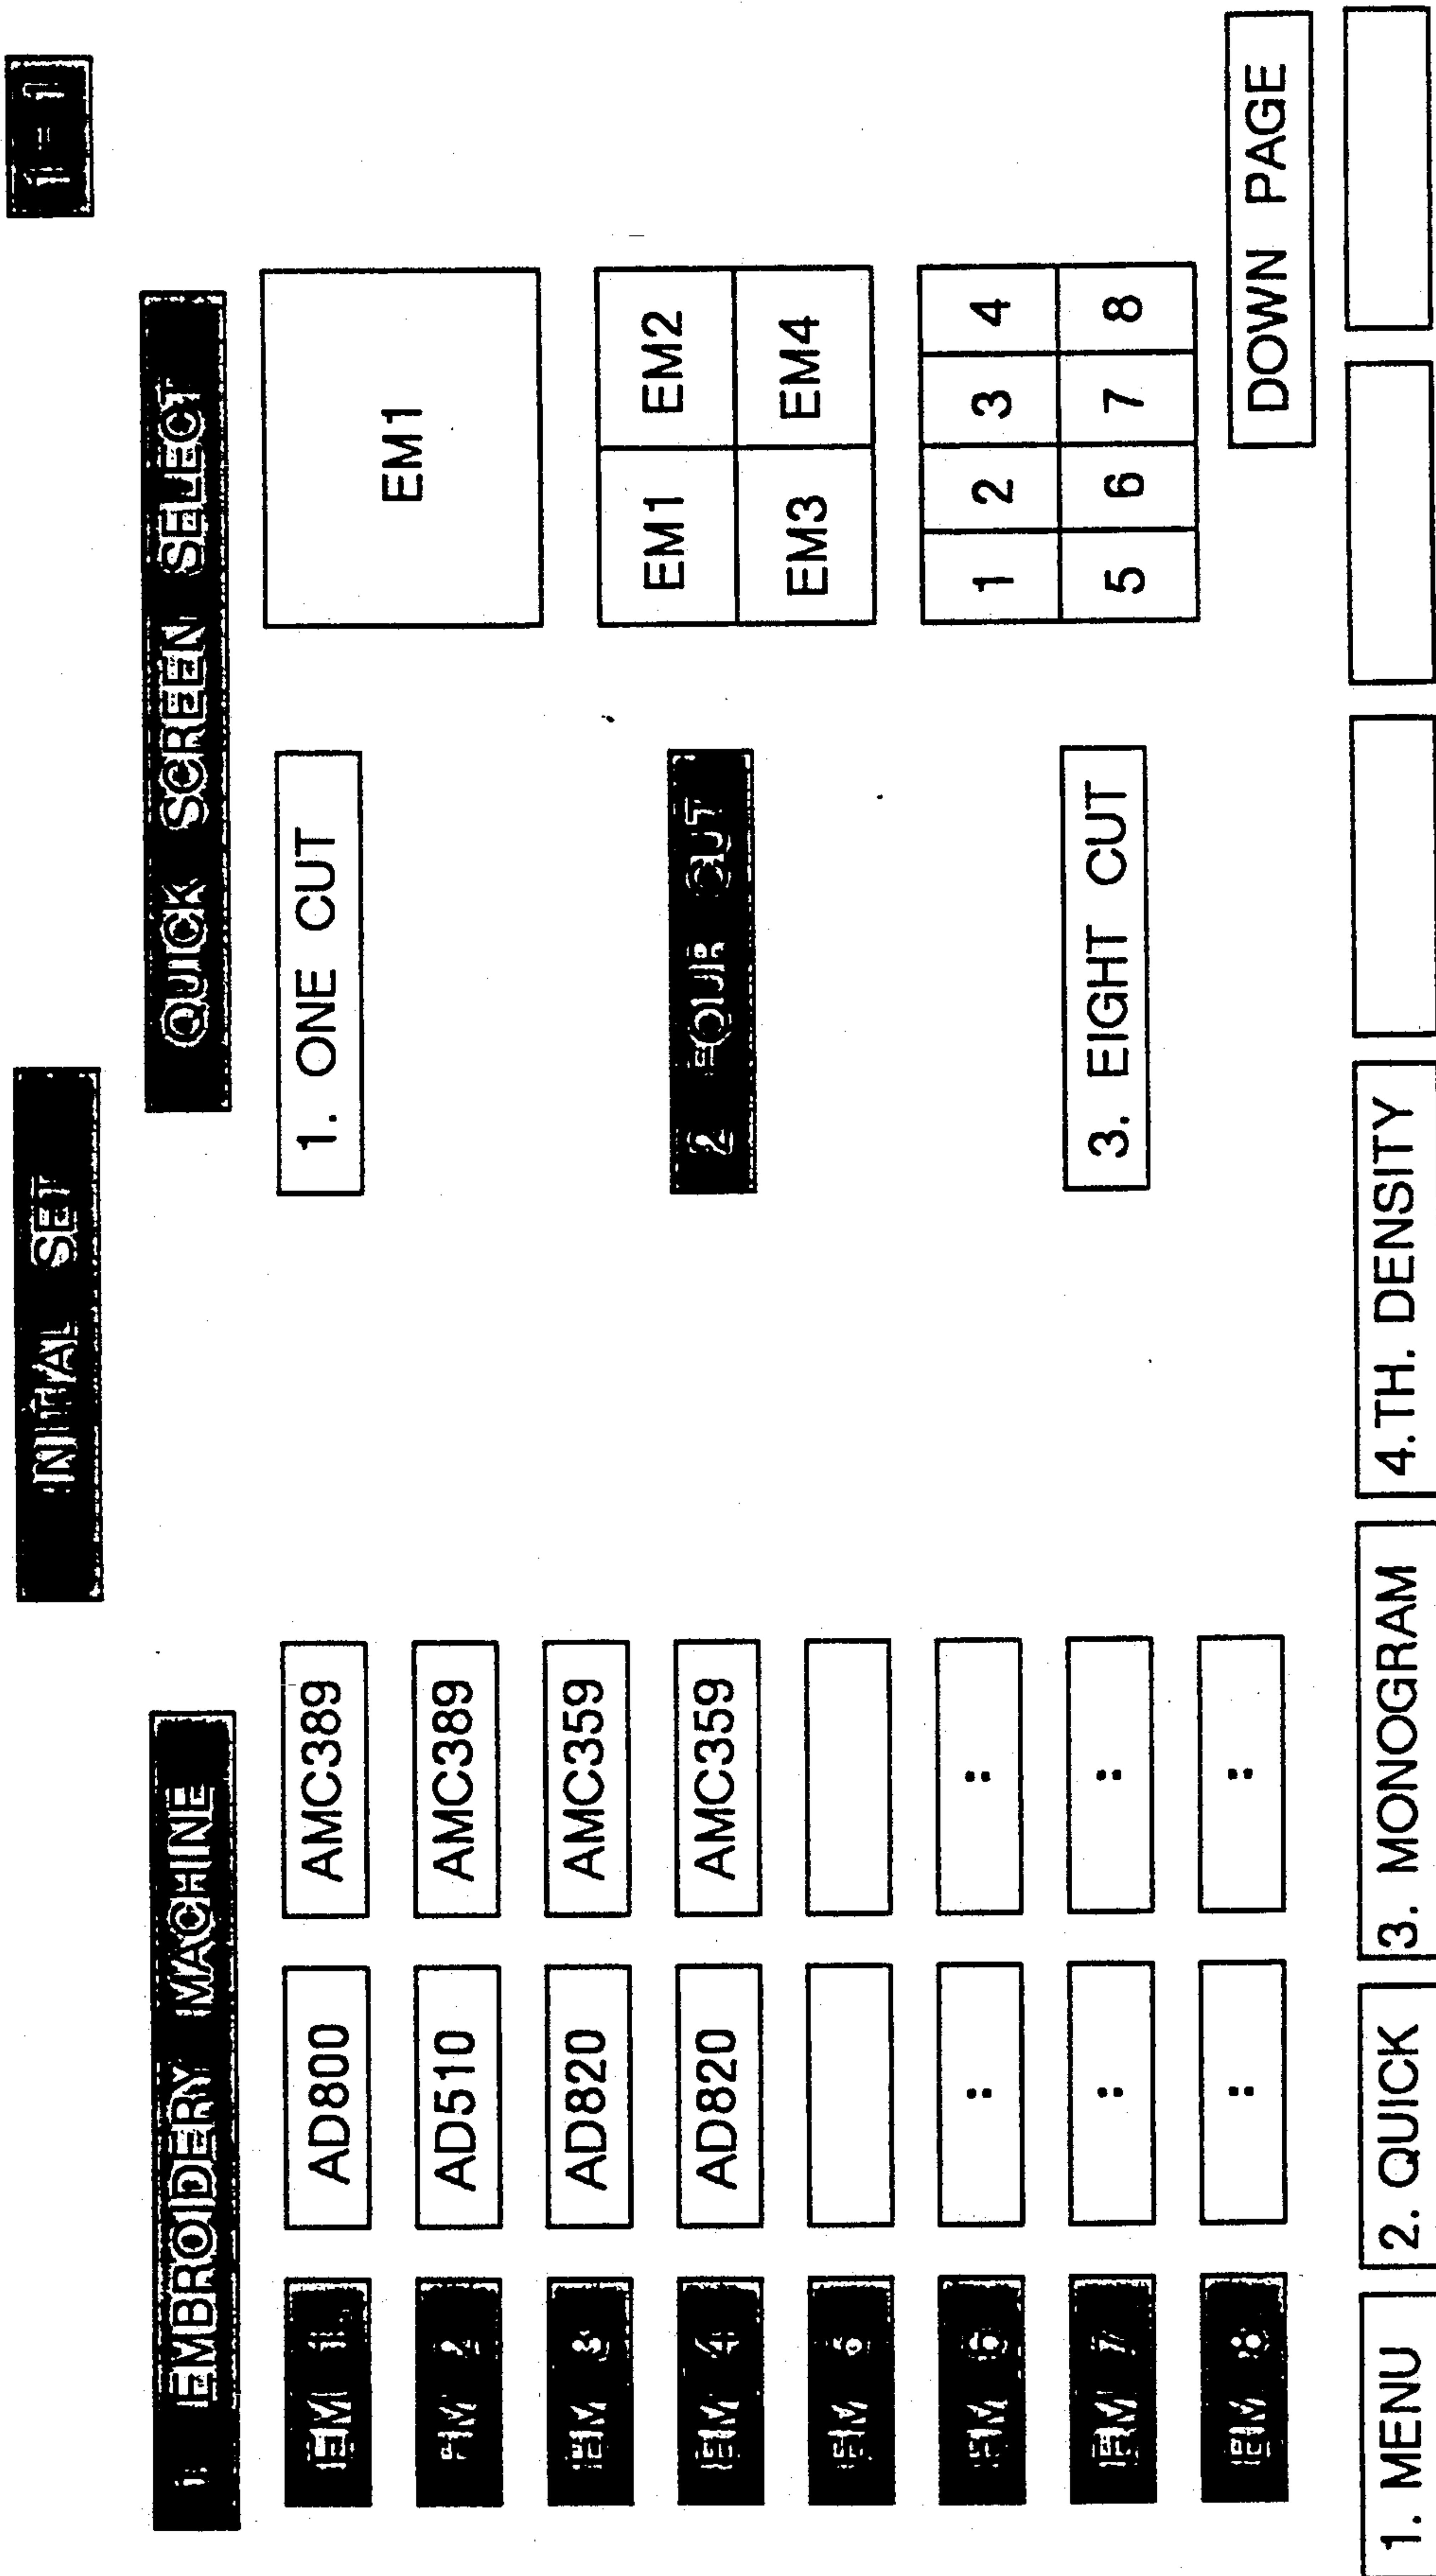 INITIAL SET
1 = 1
1 EMBROIDERY MACHINE
EM 1 AD800 AMC389
EM 2 AD510 AMC389
EM 3 AD820 AMC359
EM 4 AD820 AMC359
EM 5
EM 6 : :
EM 7 : :
EM 8 : :
QUICK SCREEN SELECT
1. ONE CUT
EM1
2 FOUR CUT
EM1 EM2
EM3 EM4
3. EIGHT CUT
1 2 3 4
5 6 7 8
DOWN PAGE
1. MENU 2. QUICK 3. MONOGRAM 4.TH. DENSITY